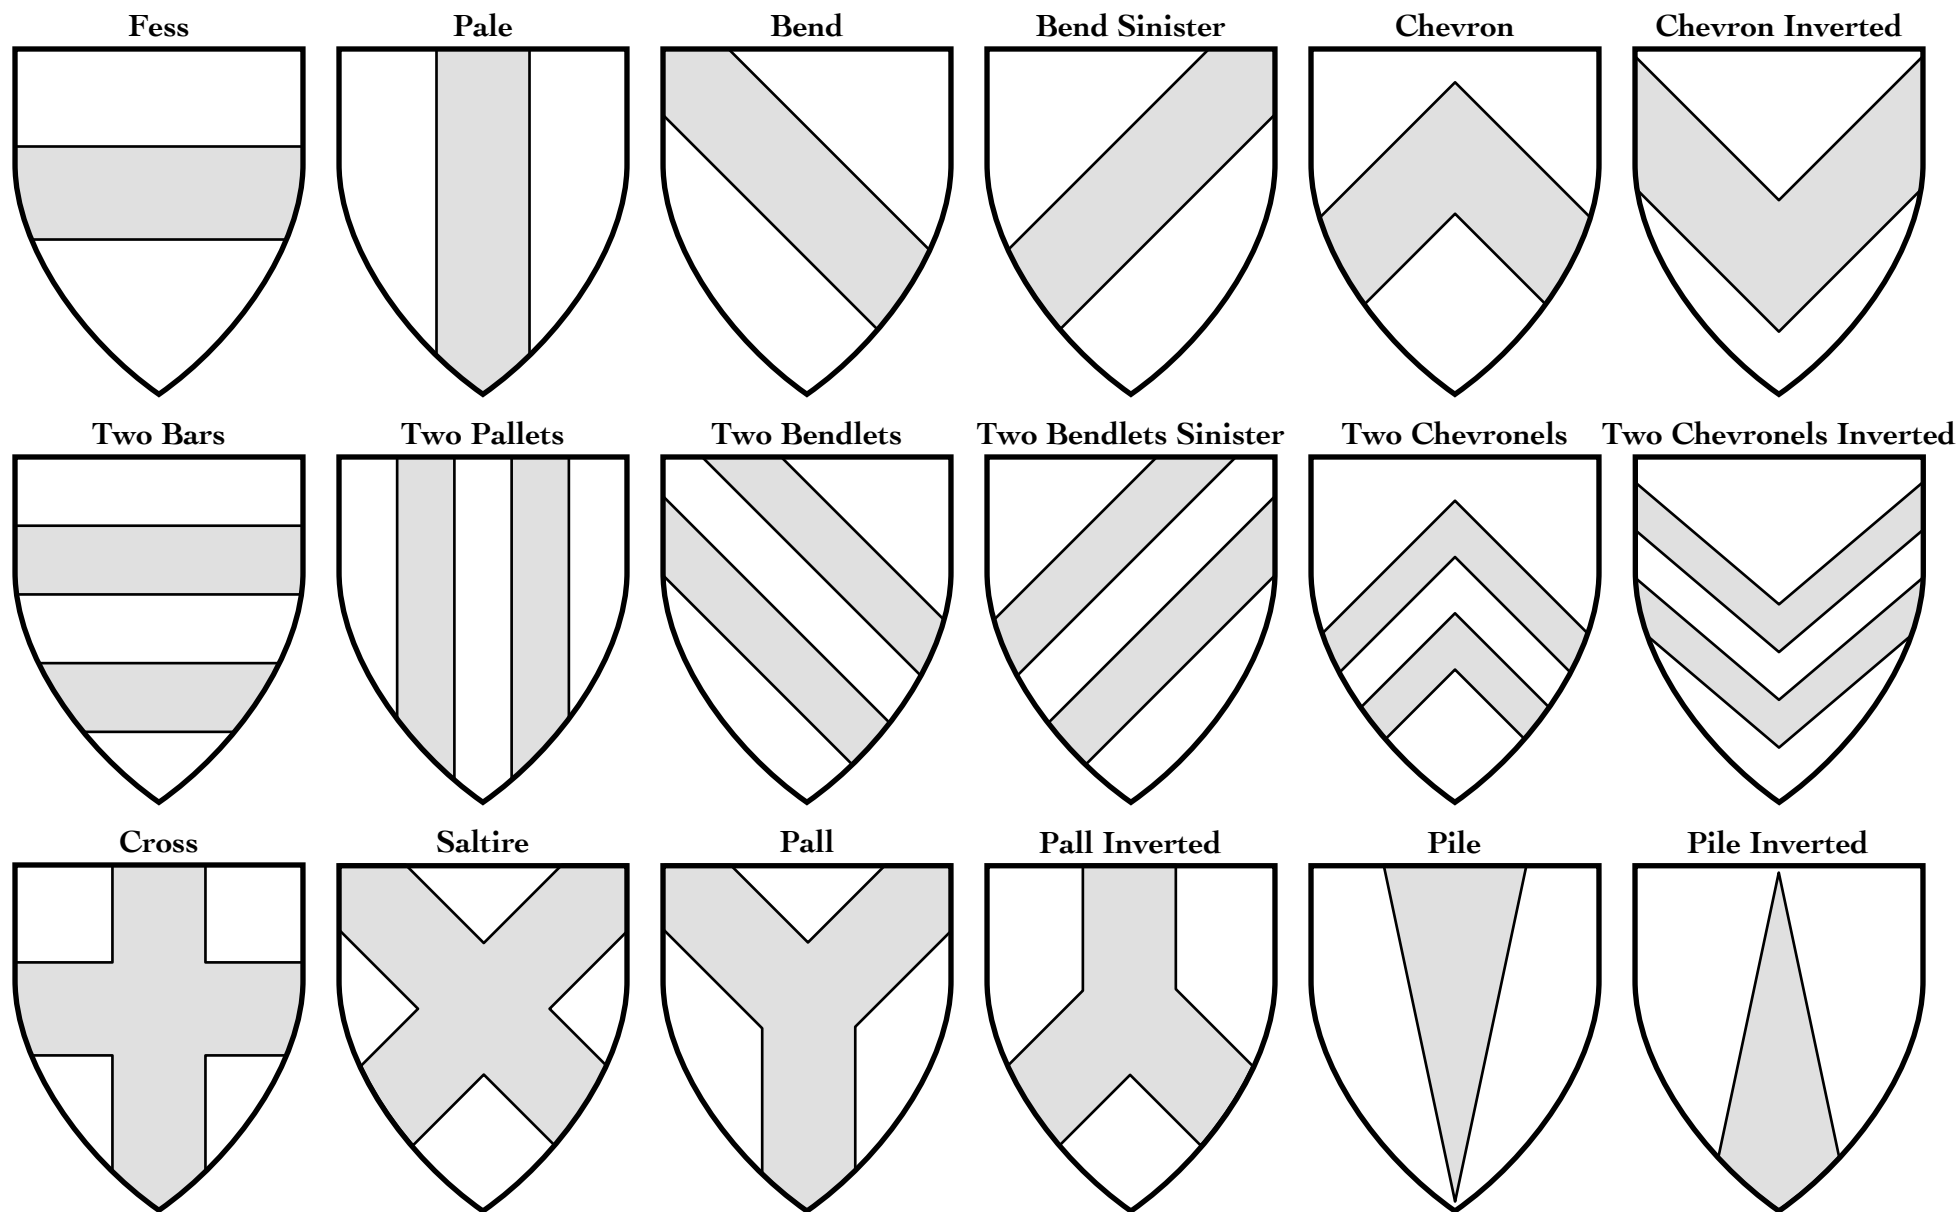 Fess Pale Bend Bend Sinister Chevron Chevron Inverted
Two Bars Two Pallets Two Bendlets Two Bendlets Sinister Two Chevronels Two Chevronels Inverted
Cross Saltire Pall Pall Inverted Pile Pile Inverted